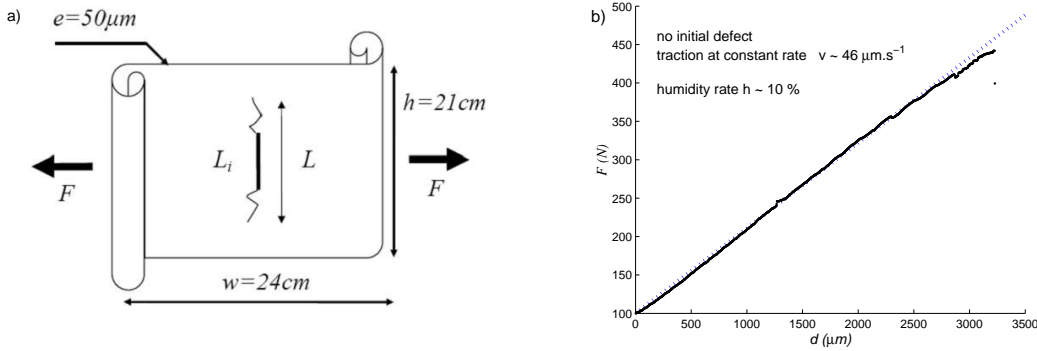 a)
e=50μm
h=21cm
L_i
L
F
F
w=24cm
b)
no initial defect
traction at constant rate v ~ 46 μm.s⁻¹
humidity rate h ~ 10 %
F (N)
500
450
400
350
300
250
200
150
100
0
500
1000
1500
2000
2500
3000
3500
d (μm)